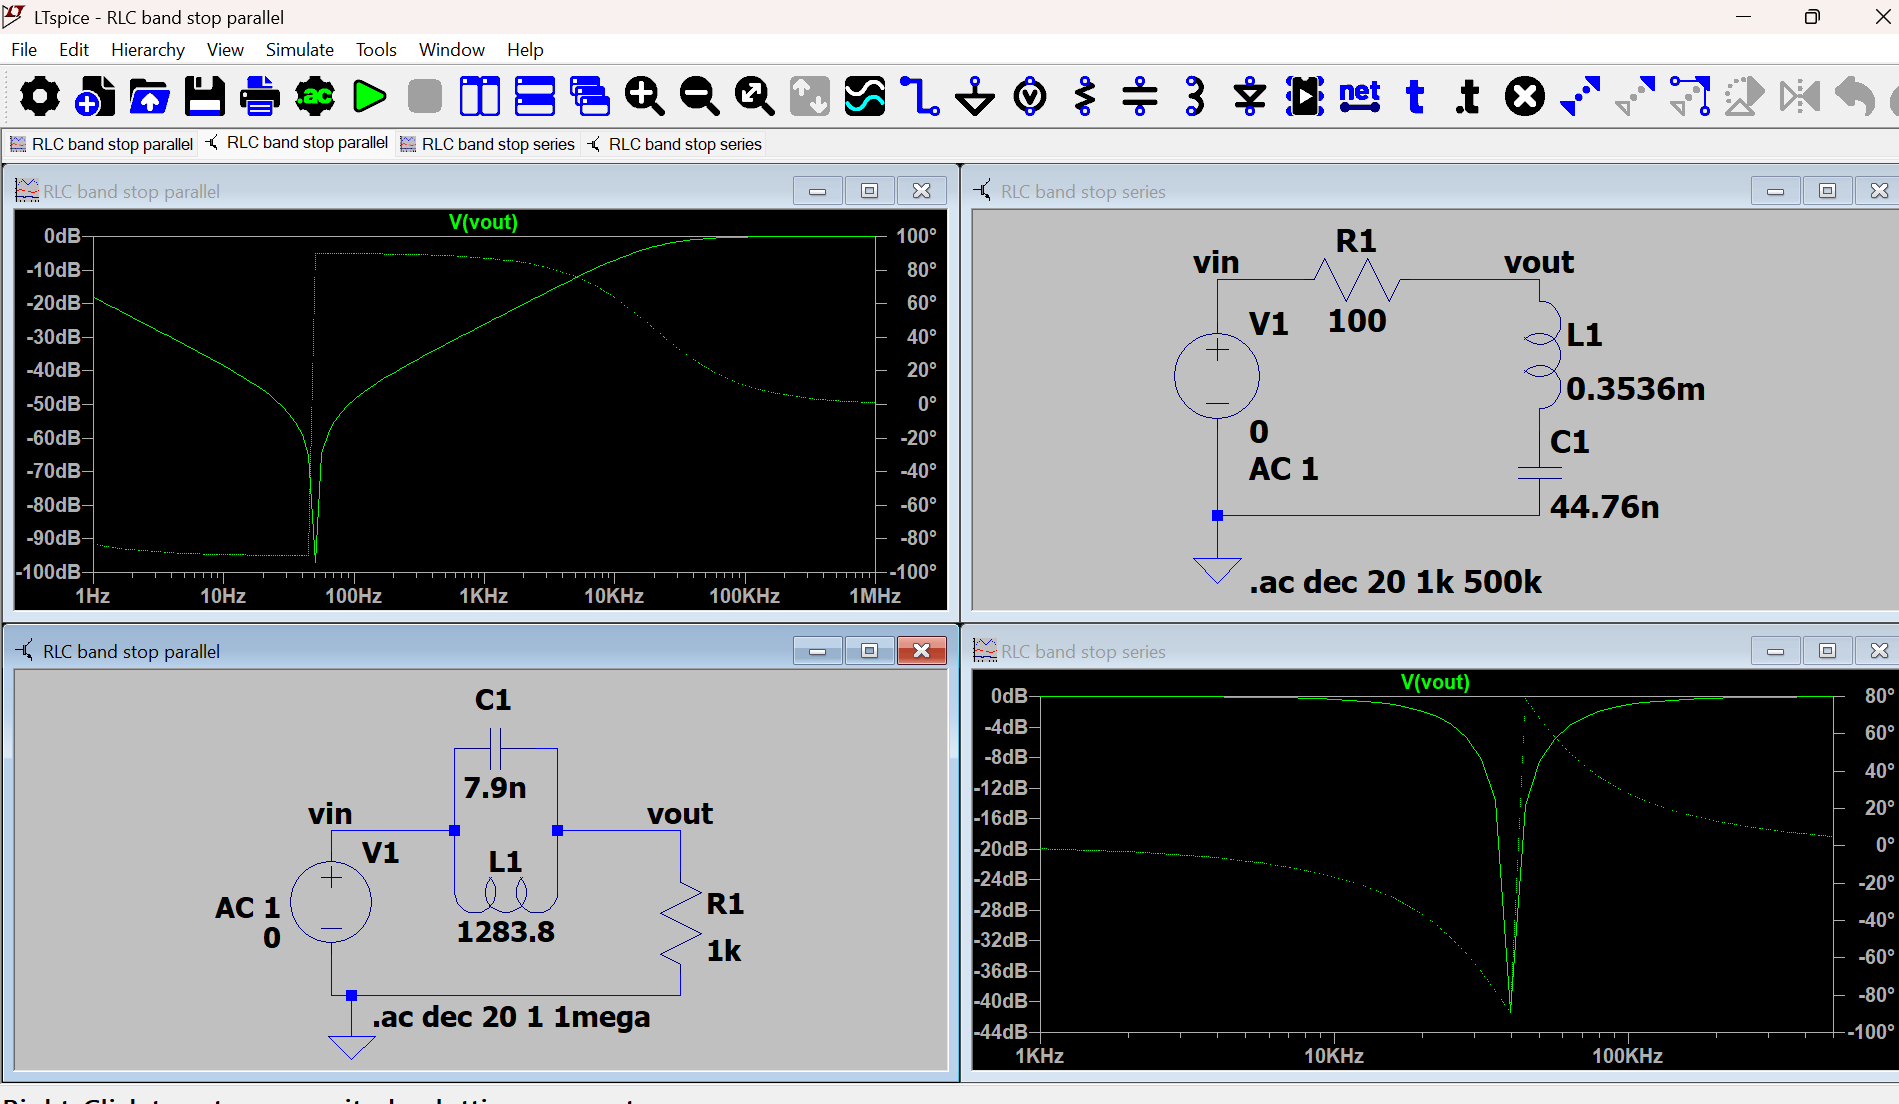 LTspice - RLC band stop parallel
File Edit Hierarchy View Simulate Tools Window Help
.ac net t .t
RLC band stop parallel RLC band stop parallel RLC band stop series RLC band stop series
RLC band stop parallel
V(vout)
0dB 100°
-10dB 80°
-20dB 60°
-30dB 40°
-40dB 20°
-50dB 0°
-60dB -20°
-70dB -40°
-80dB -60°
-90dB -80°
-100dB -100°
1Hz 10Hz 100Hz 1KHz 10KHz 100KHz 1MHz
RLC band stop series
R1
vin vout
V1 100
L1
0.3536m
0
C1
AC 1
44.76n
.ac dec 20 1k 500k
RLC band stop parallel
C1
7.9n
vin vout
V1
L1
AC 1 R1
0 1283.8
1k
.ac dec 20 1 1mega
RLC band stop series
V(vout)
0dB 80°
-4dB 60°
-8dB 40°
-12dB 20°
-16dB 0°
-20dB -20°
-24dB -40°
-28dB -60°
-32dB -80°
-36dB -100°
-40dB
-44dB
1KHz 10KHz 100KHz